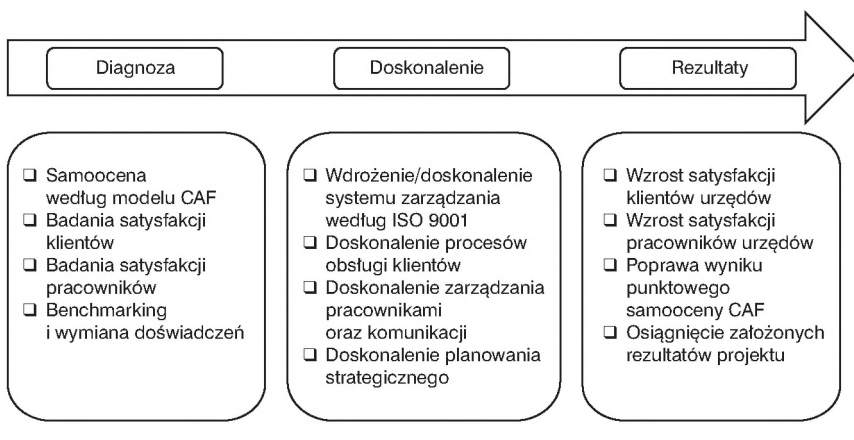 Diagnoza
Doskonalenie
Rezultaty
❑ Samoocena
według modelu CAF
❑ Badania satysfakcji
klientów
❑ Badania satysfakcji
pracowników
❑ Benchmarking
i wymiana doświadczeń
❑ Wdrożenie/doskonalenie
systemu zarządzania
według ISO 9001
❑ Doskonalenie procesów
obsługi klientów
❑ Doskonalenie zarządzania
pracownikami
oraz komunikacji
❑ Doskonalenie planowania
strategicznego
❑ Wzrost satysfakcji
klientów urzędów
❑ Wzrost satysfakcji
pracowników urzędów
❑ Poprawa wyniku
punktowego
samooceny CAF
❑ Osiągnięcie założonych
rezultatów projektu